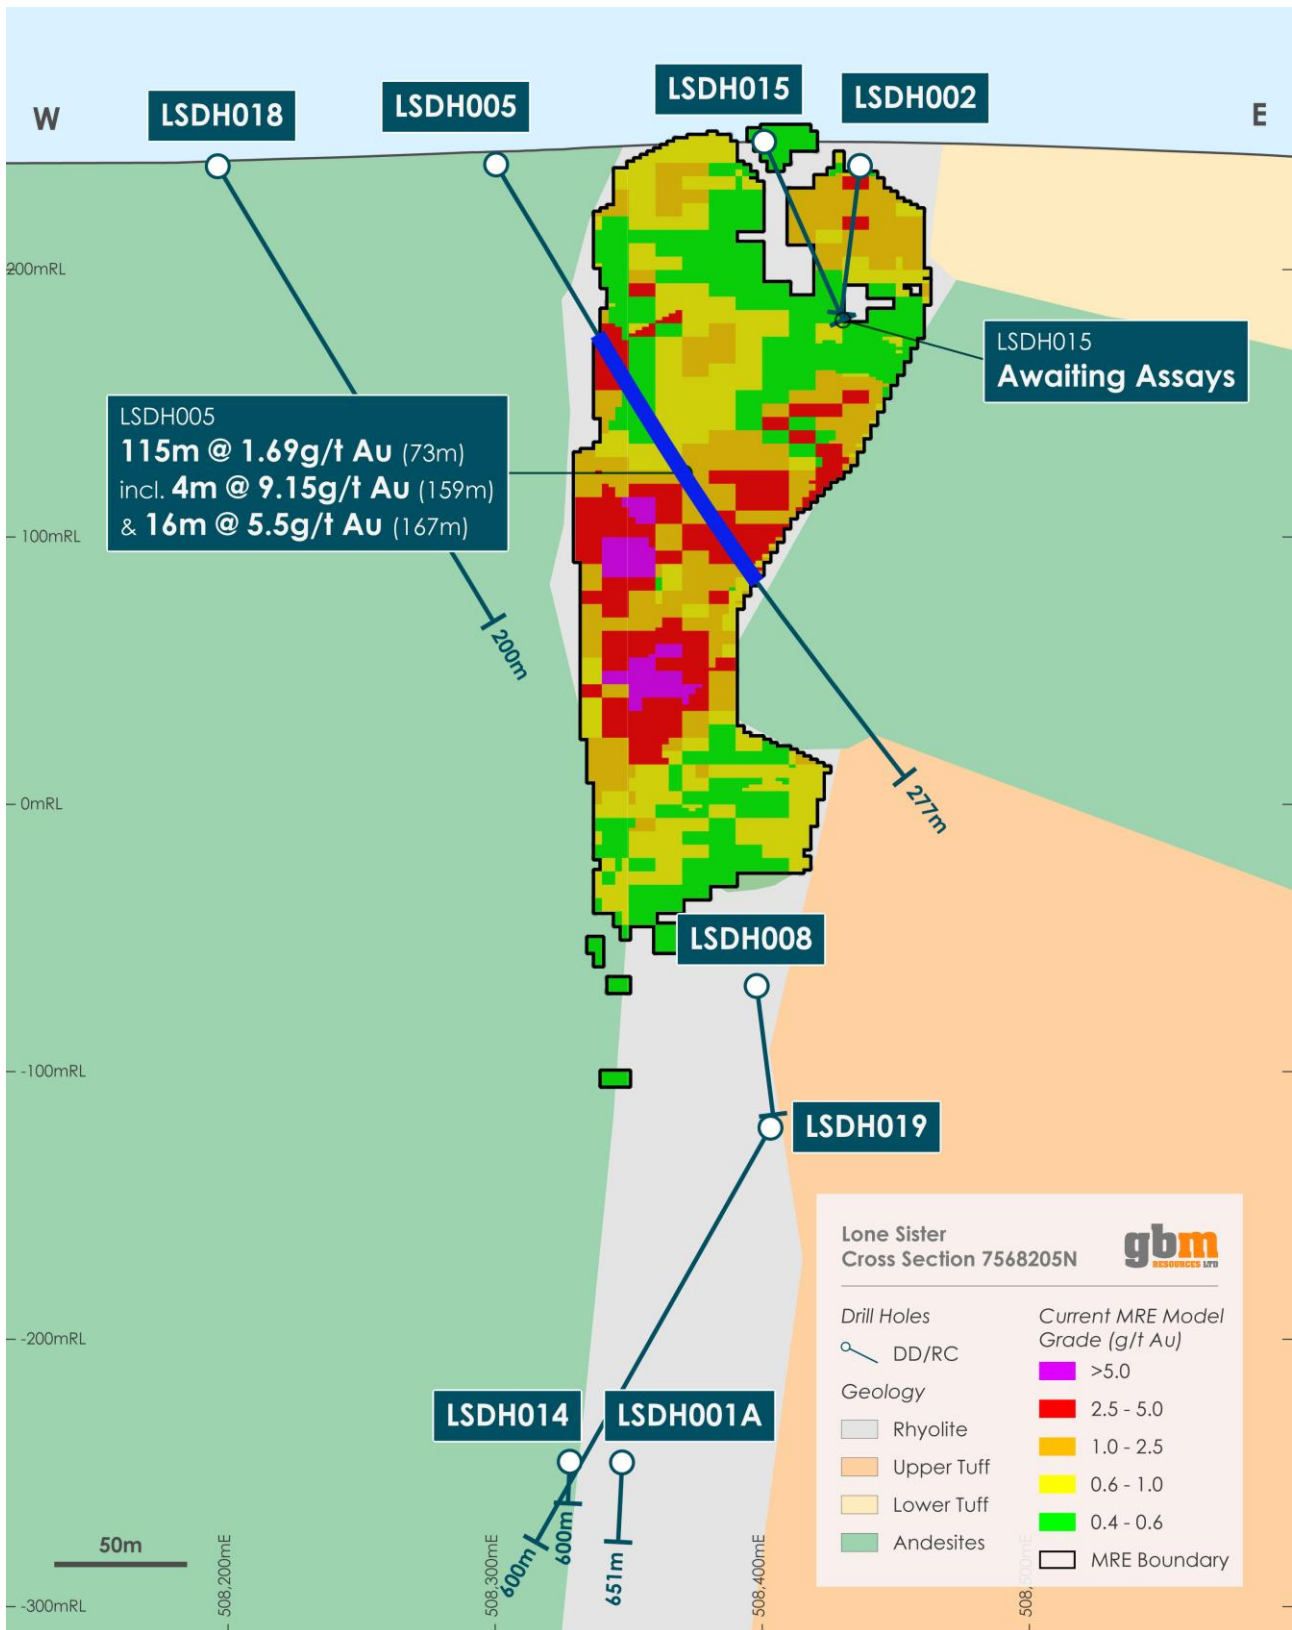 W
E
LSDH018
LSDH005
LSDH015
LSDH002
200mRL
LSDH015
Awaiting Assays
LSDH005
115m @ 1.69g/t Au (73m)
incl. 4m @ 9.15g/t Au (159m)
& 16m @ 5.5g/t Au (167m)
100mRL
200m
0mRL
277m
LSDH008
-100mRL
LSDH019
-200mRL
LSDH014
LSDH001A
600m
600m
651m
50m
508,200mE
508,300mE
508,400mE
508,500mE
-300mRL
Lone Sister
Cross Section 7568205N
gbm
RESOURCES LTD
Drill Holes
DD/RC
Geology
Rhyolite
Upper Tuff
Lower Tuff
Andesites
Current MRE Model
Grade (g/t Au)
>5.0
2.5 - 5.0
1.0 - 2.5
0.6 - 1.0
0.4 - 0.6
MRE Boundary